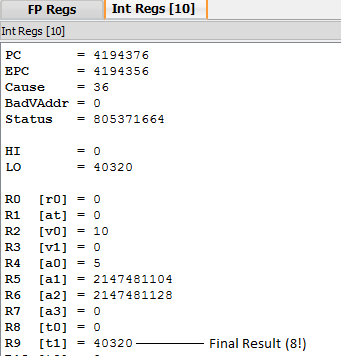 FP Regs Int Regs [10]
Int Regs [10]
PC = 4194376
EPC = 4194356
Cause = 36
BadVAddr = 0
Status = 805371664
HI = 0
LO = 40320
R0 [r0] = 0
R1 [at] = 0
R2 [v0] = 10
R3 [v1] = 0
R4 [a0] = 5
R5 [a1] = 2147481104
R6 [a2] = 2147481128
R7 [a3] = 0
R8 [t0] = 0
R9 [t1] = 40320 Final Result (8!)